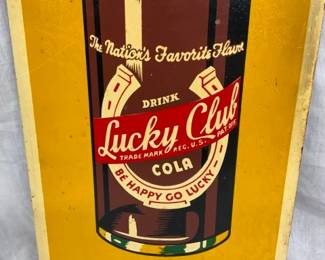 The Nation's Favorite Flavor
DRINK
Lucky Club
TRADE MARK REG. U.S. PAT. OFF.
COLA
BE HAPPY GO LUCKY